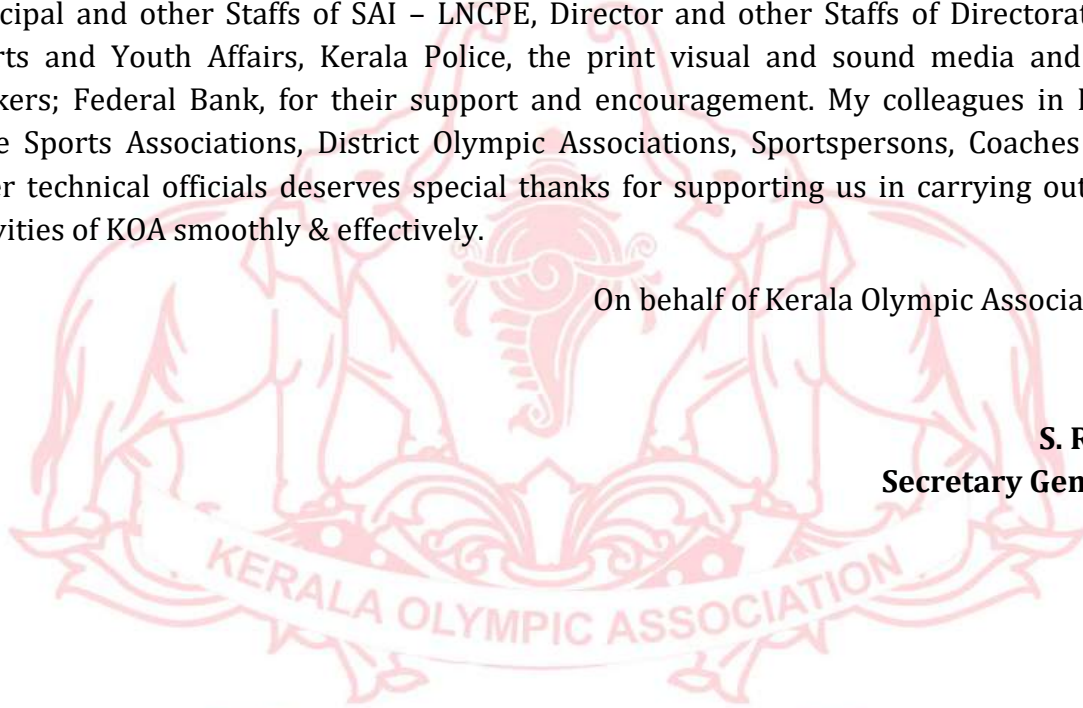 cipal and other Staffs of SAI – LNCPE, Director and other Staffs of Directorat
rts and Youth Affairs, Kerala Police, the print visual and sound media and
kers; Federal Bank, for their support and encouragement. My colleagues in
e Sports Associations, District Olympic Associations, Sportspersons, Coaches
er technical officials deserves special thanks for supporting us in carrying out
vities of KOA smoothly & effectively.
On behalf of Kerala Olympic Associa
S. R
Secretary Gen
KERALA OLYMPIC ASSOCIATION